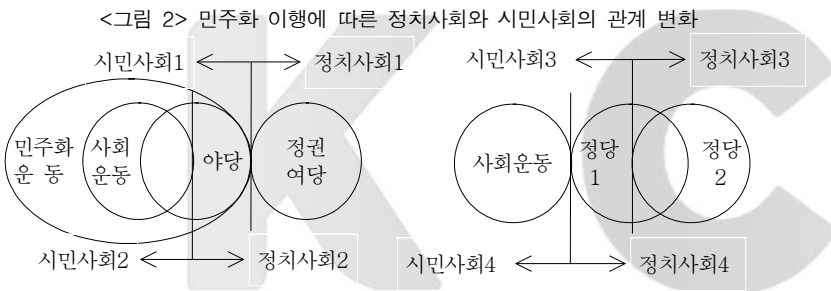 <그림 2> 민주화 이행에 따른 정치사회와 시민사회의 관계 변화
시민사회1 정치사회1 시민사회3 정치사회3
민주화 사회 야당 정권 사회운동 정당 정당
운 동 운동 여당 1 2
시민사회2 정치사회2 시민사회4 정치사회4
K C